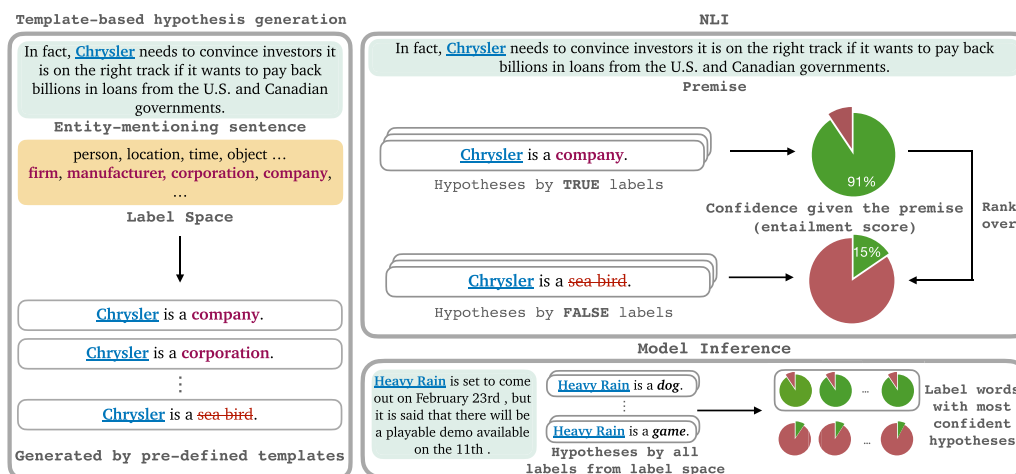 Template-based hypothesis generation
In fact, Chrysler needs to convince investors it
is on the right track if it wants to pay back
billions in loans from the U.S. and Canadian
governments.
Entity-mentioning sentence
person, location, time, object ...
firm, manufacturer, corporation, company,
...
Label Space
Chrysler is a company.
Chrysler is a corporation.
⋮
Chrysler is a sea bird.
Generated by pre-defined templates
NLI
In fact, Chrysler needs to convince investors it is on the right track if it wants to pay back
billions in loans from the U.S. and Canadian governments.
Premise
Chrysler is a company.
Hypotheses by TRUE labels
91%
Confidence given the premise
(entailment score)
Rank
over
15%
Chrysler is a sea bird.
Hypotheses by FALSE labels
Model Inference
Heavy Rain is set to come
out on February 23rd , but
it is said that there will be
a playable demo available
on the 11th .
Heavy Rain is a dog.
⋮
Heavy Rain is a game.
Hypotheses by all
labels from label space
...
...
Label words
with most
confident
hypotheses